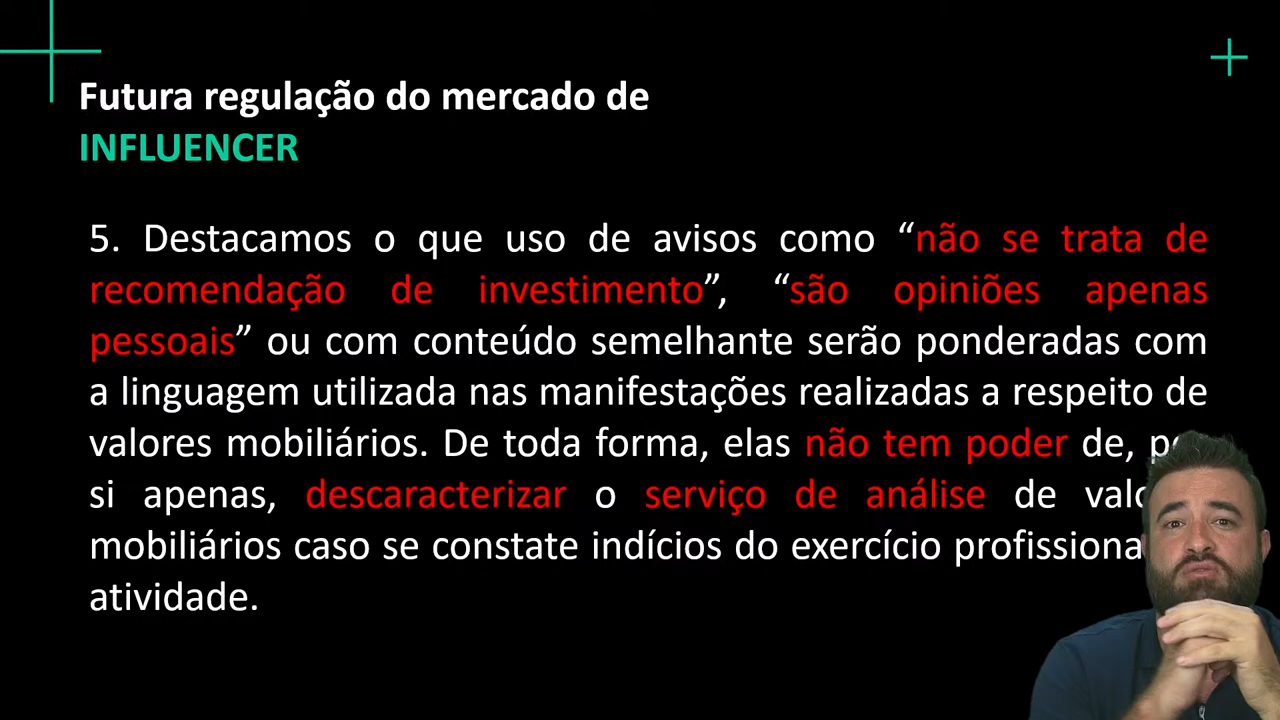 Futura regulação do mercado de
INFLUENCER
5. Destacamos o que uso de avisos como “não se trata de
recomendação de investimento”, “são opiniões apenas
pessoais” ou com conteúdo semelhante serão ponderadas com
a linguagem utilizada nas manifestações realizadas a respeito de
valores mobiliários. De toda forma, elas não tem poder de,
si apenas, descaracterizar o serviço de análise de
mobiliários caso se constate indícios do exercício
atividade.